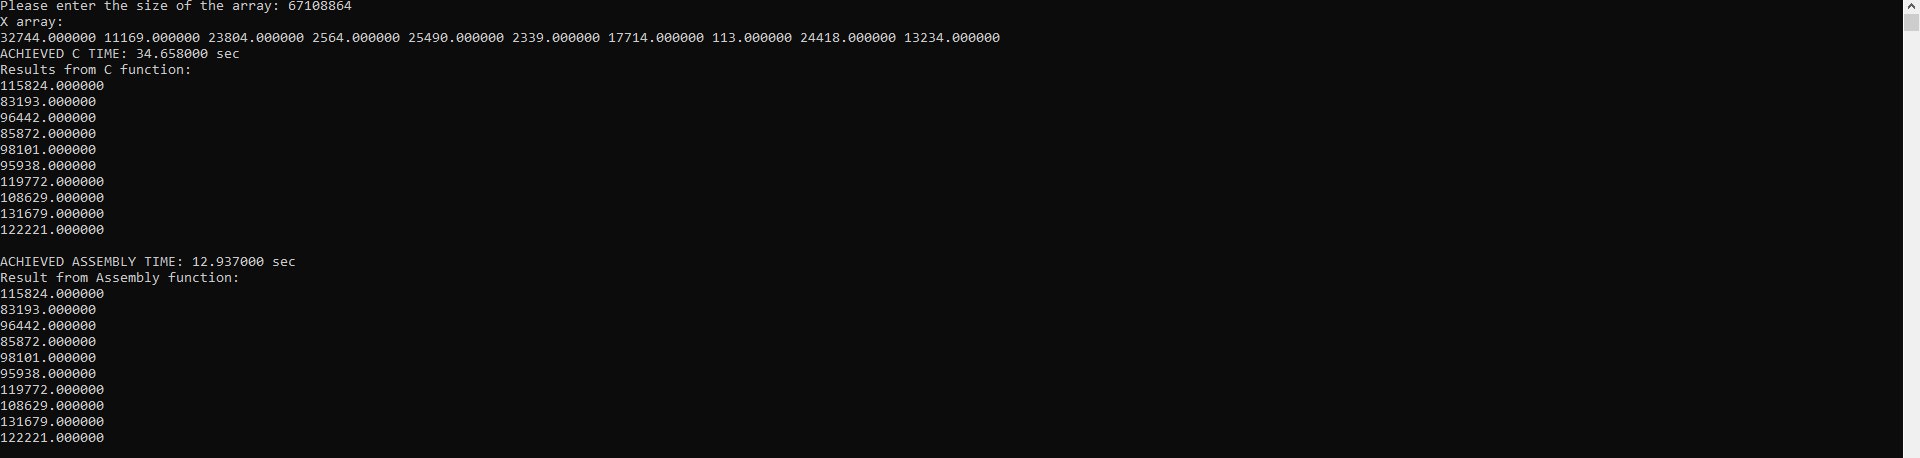 Please enter the size of the array: 67108864
X array:
32744.000000 11169.000000 23804.000000 2564.000000 25490.000000 2339.000000 17714.000000 113.000000 24418.000000 13234.000000
ACHIEVED C TIME: 34.658000 sec
Results from C function:
115824.000000
83193.000000
96442.000000
85872.000000
98101.000000
95938.000000
119772.000000
108629.000000
131679.000000
122221.000000
ACHIEVED ASSEMBLY TIME: 12.937000 sec
Result from Assembly function:
115824.000000
83193.000000
96442.000000
85872.000000
98101.000000
95938.000000
119772.000000
108629.000000
131679.000000
122221.000000